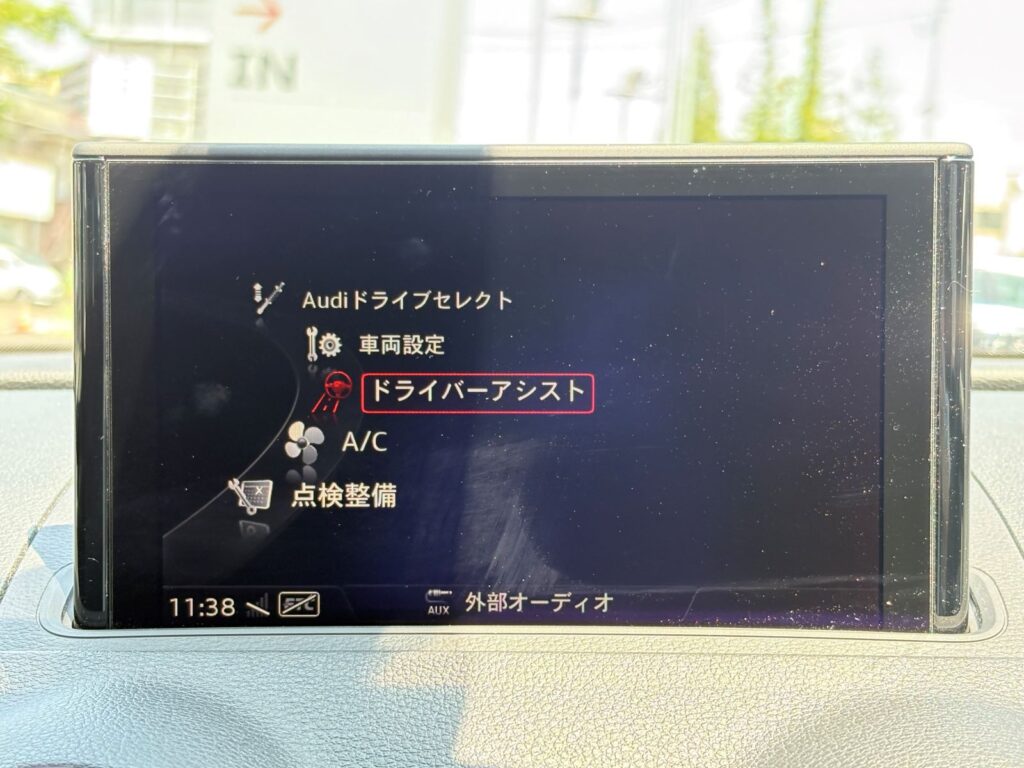 IN
Audiドライブセレクト
車両設定
ドライバーアシスト
A/C
点検整備
11:38 ETC AUX 外部オーディオ